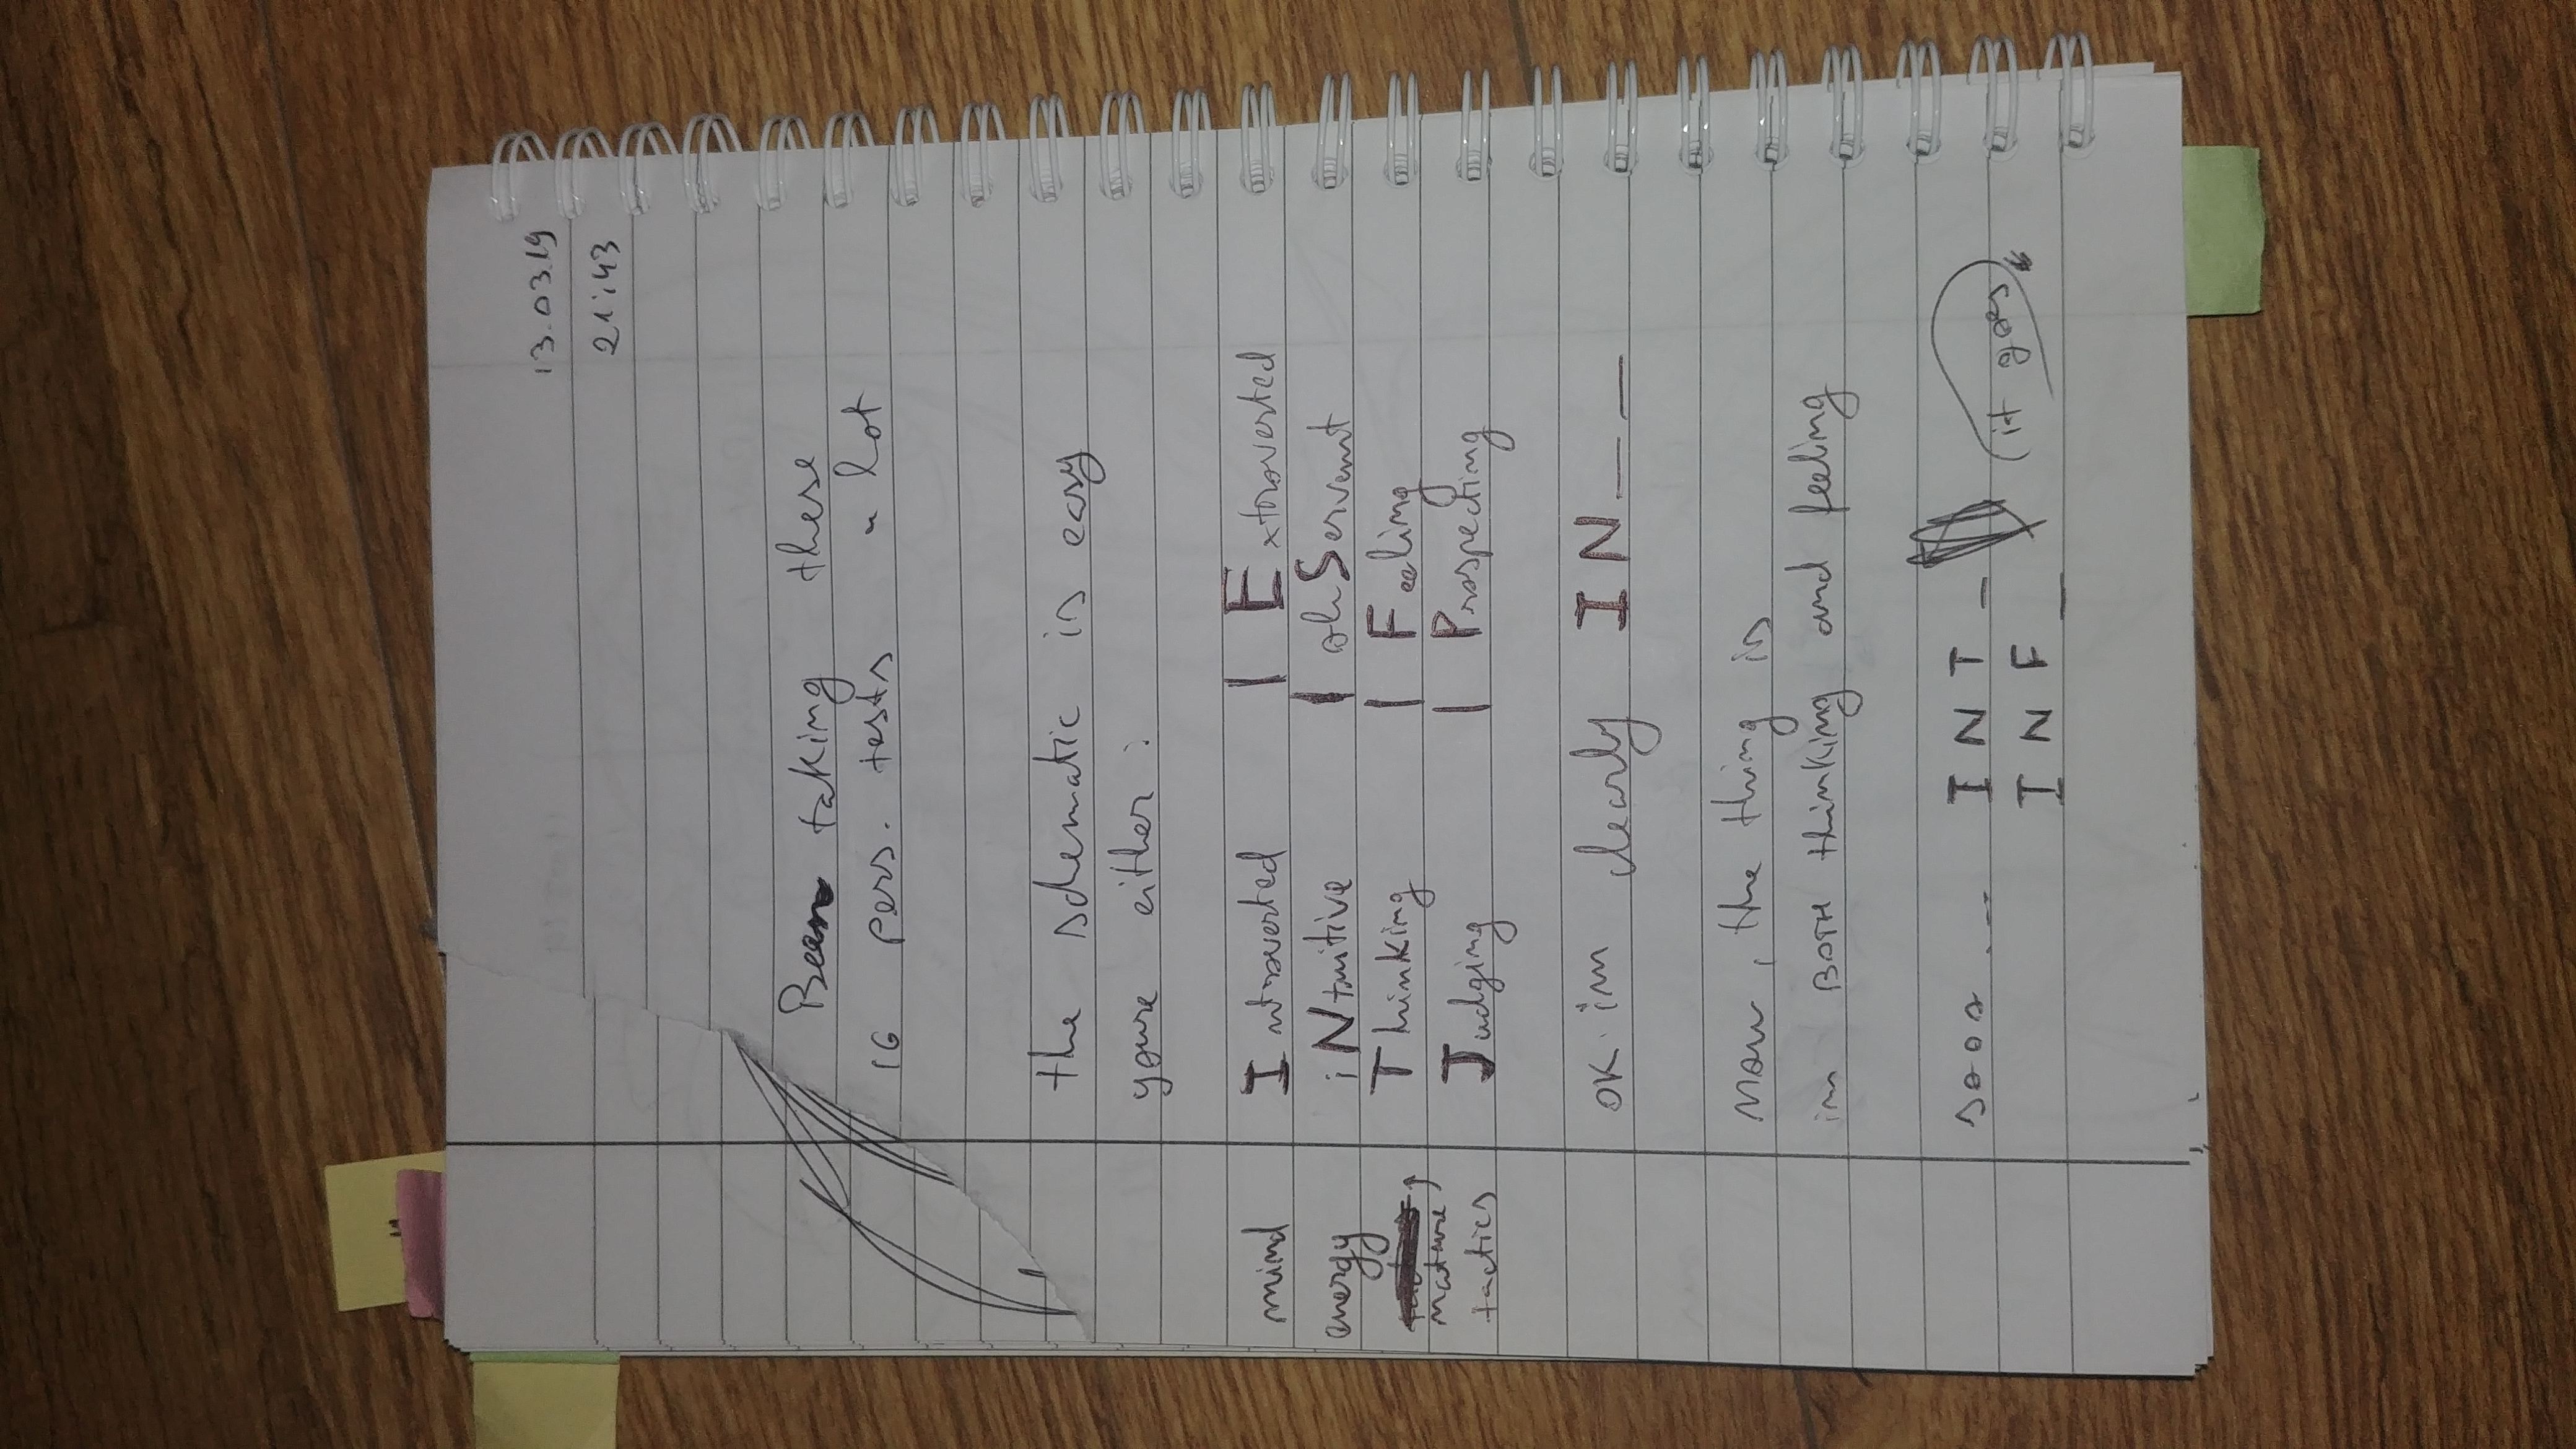 13.03.19
21:43
Been taking these
16 pers. tests a lot
the schematic is easy
youre either:
mind Introverted | Extroverted
energy iNtuitive | obServant
nature Thinking | Feeling
tactics Judging | Prospecting
OK im clearly IN_ _
now, the thing is
im BOTH thinking and feeling
sooo... INT_ it goes
INF_